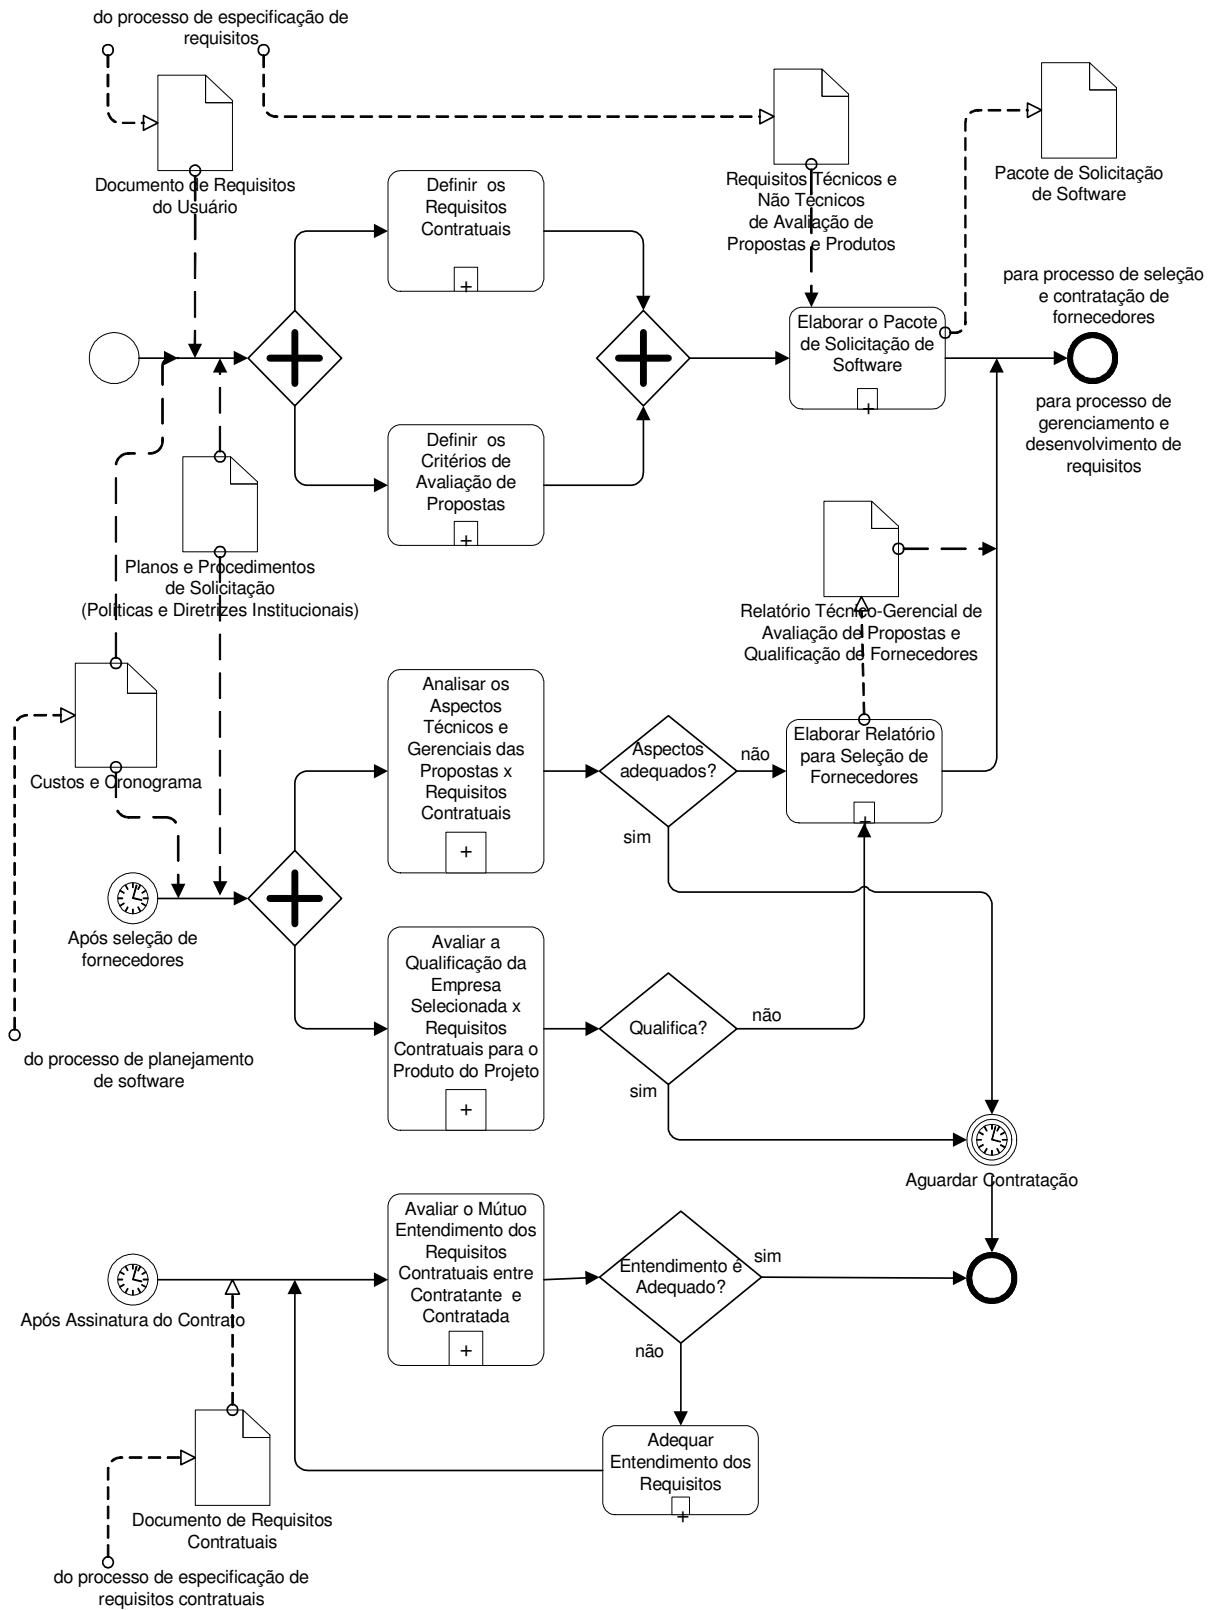 do processo de especificação de
requisitos
Documento de Requisitos
do Usuário
Definir os
Requisitos
Contratuais
Requisitos Técnicos e
Não Técnicos
de Avaliação de
Propostas e Produtos
Pacote de Solicitação
de Software
para processo de seleção
e contratação de
fornecedores
Elaborar o Pacote
de Solicitação de
Software
para processo de
gerenciamento e
desenvolvimento de
requisitos
Definir os
Critérios de
Avaliação de
Propostas
Planos e Procedimentos
de Solicitação
(Políticas e Diretrizes Institucionais)
Relatório Técnico-Gerencial de
Avaliação de Propostas e
Qualificação de Fornecedores
Custos e Cronograma
Analisar os
Aspectos
Técnicos e
Gerenciais das
Propostas x
Requisitos
Contratuais
Aspectos
adequados?
não
sim
Elaborar Relatório
para Seleção de
Fornecedores
Após seleção de
fornecedores
Avaliar a
Qualificação da
Empresa
Selecionada x
Requisitos
Contratuais para o
Produto do Projeto
Qualifica?
não
sim
do processo de planejamento
de software
Aguardar Contratação
Avaliar o Mútuo
Entendimento dos
Requisitos
Contratuais entre
Contratante e
Contratada
Entendimento é
Adequado?
sim
não
Após Assinatura do Contrato
Adequar
Entendimento dos
Requisitos
Documento de Requisitos
Contratuais
do processo de especificação de
requisitos contratuais